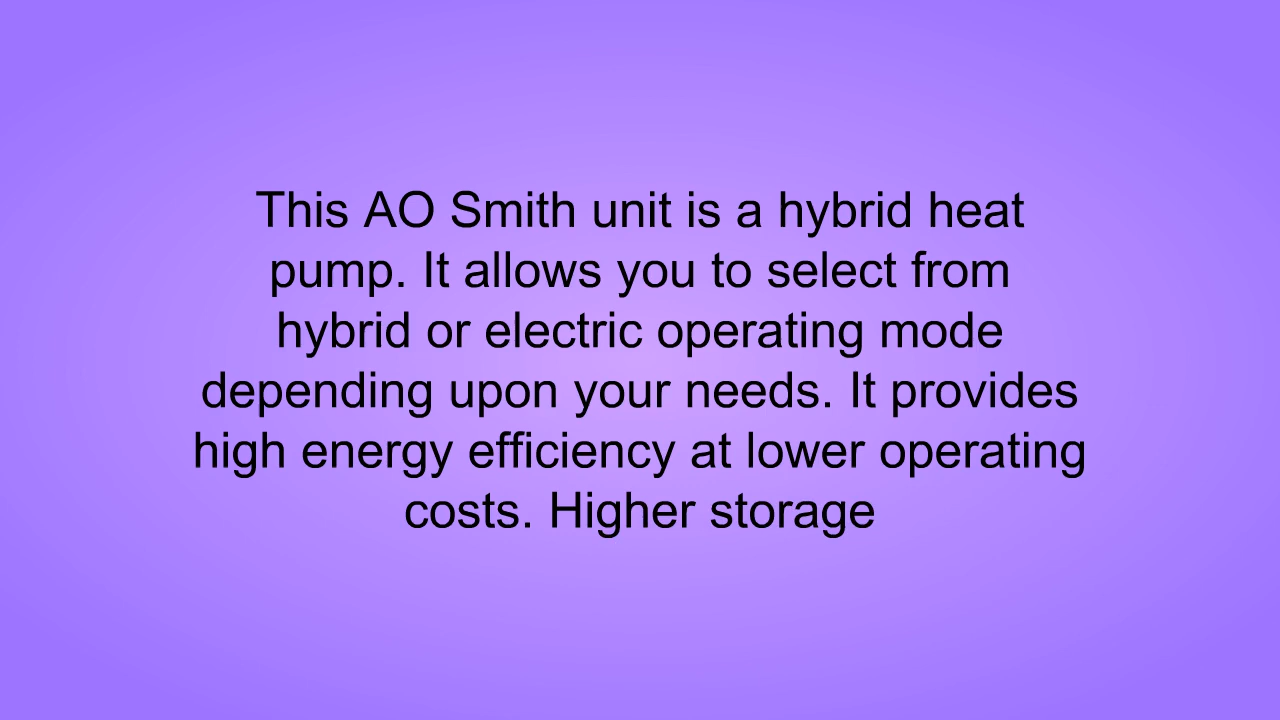 This AO Smith unit is a hybrid heat
pump. It allows you to select from
hybrid or electric operating mode
depending upon your needs. It provides
high energy efficiency at lower operating
costs. Higher storage